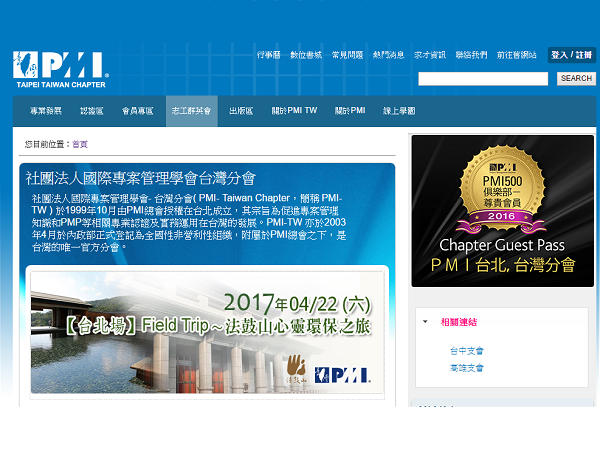 行事曆 數位書城 常見問題 熱門消息 求才資訊 聯絡我們 前往舊網站 登入 / 註冊
PMI
TAIPEI TAIWAN CHAPTER
SEARCH
專業發展 認證區 會員專區 志工群英會 出版區 關於PMI TW 關於PMI 線上學園
您目前位置：首頁
社團法人國際專案管理學會台灣分會
社團法人國際專案管理學會- 台灣分會( PMI- Taiwan Chapter，簡稱 PMI-
TW ) 於1999年10月由PMI總會授權在台北成立，其宗旨為促進專案管理
知識和PMP等相關專業認證及實務運用在台灣的發展。PMI-TW 亦於2003
年4月於內政部正式登記為全國性非營利性組織，附屬於PMI總會之下，是
台灣的唯一官方分會。
2017年04/22 (六)
【台北場】Field Trip～法鼓山心靈環保之旅
法鼓山
PMI
PMI
PMI500
俱樂部－
尊貴會員
2016
Chapter Guest Pass
PMI台北,台灣分會
相關連結
台中支會
高雄支會